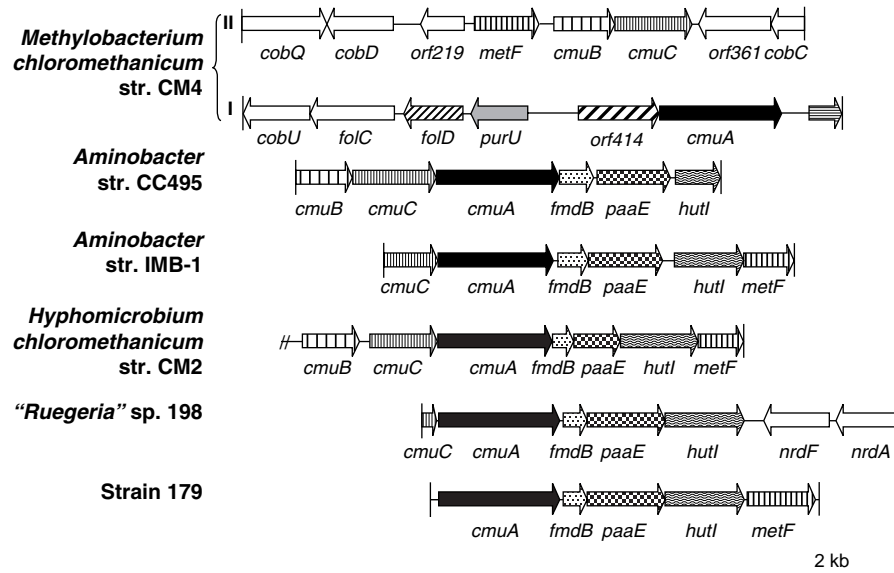 II
cobQ cobD orf219 metF cmuB cmuC orf361 cobC
Methylobacterium
chloromethanicum
str. CM4
I
cobU folC folD purU orf414 cmuA
Aminobacter
str. CC495
cmuB cmuC cmuA fmdB paaE hutI
Aminobacter
str. IMB-1
cmuC cmuA fmdB paaE hutI metF
Hyphomicrobium
chloromethanicum
str. CM2
//
cmuB cmuC cmuA fmdB paaE hutI metF
“Ruegeria” sp. 198
cmuC cmuA fmdB paaE hutI nrdF nrdA
Strain 179
cmuA fmdB paaE hutI metF
2 kb